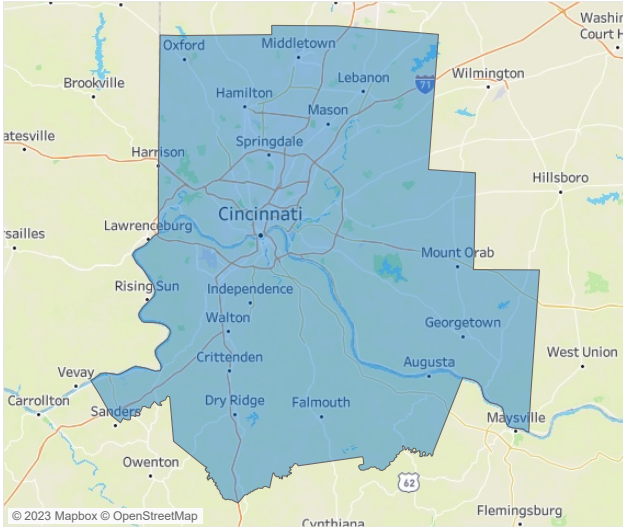 Washin
Court H
Oxford
Middletown
Brookville
Lebanon
Wilmington
71
Hamilton
Mason
atesville
Springdale
Harrison
Hillsboro
Cincinnati
Lawrenceburg
rsailles
Mount Orab
Rising Sun
Independence
Walton
Georgetown
Crittenden
West Union
Augusta
Vevay
Carrollton
Dry Ridge
Falmouth
Sanders
Maysville
Owenton
62
Flemingsburg
© 2023 Mapbox © OpenStreetMap
Cynthiana